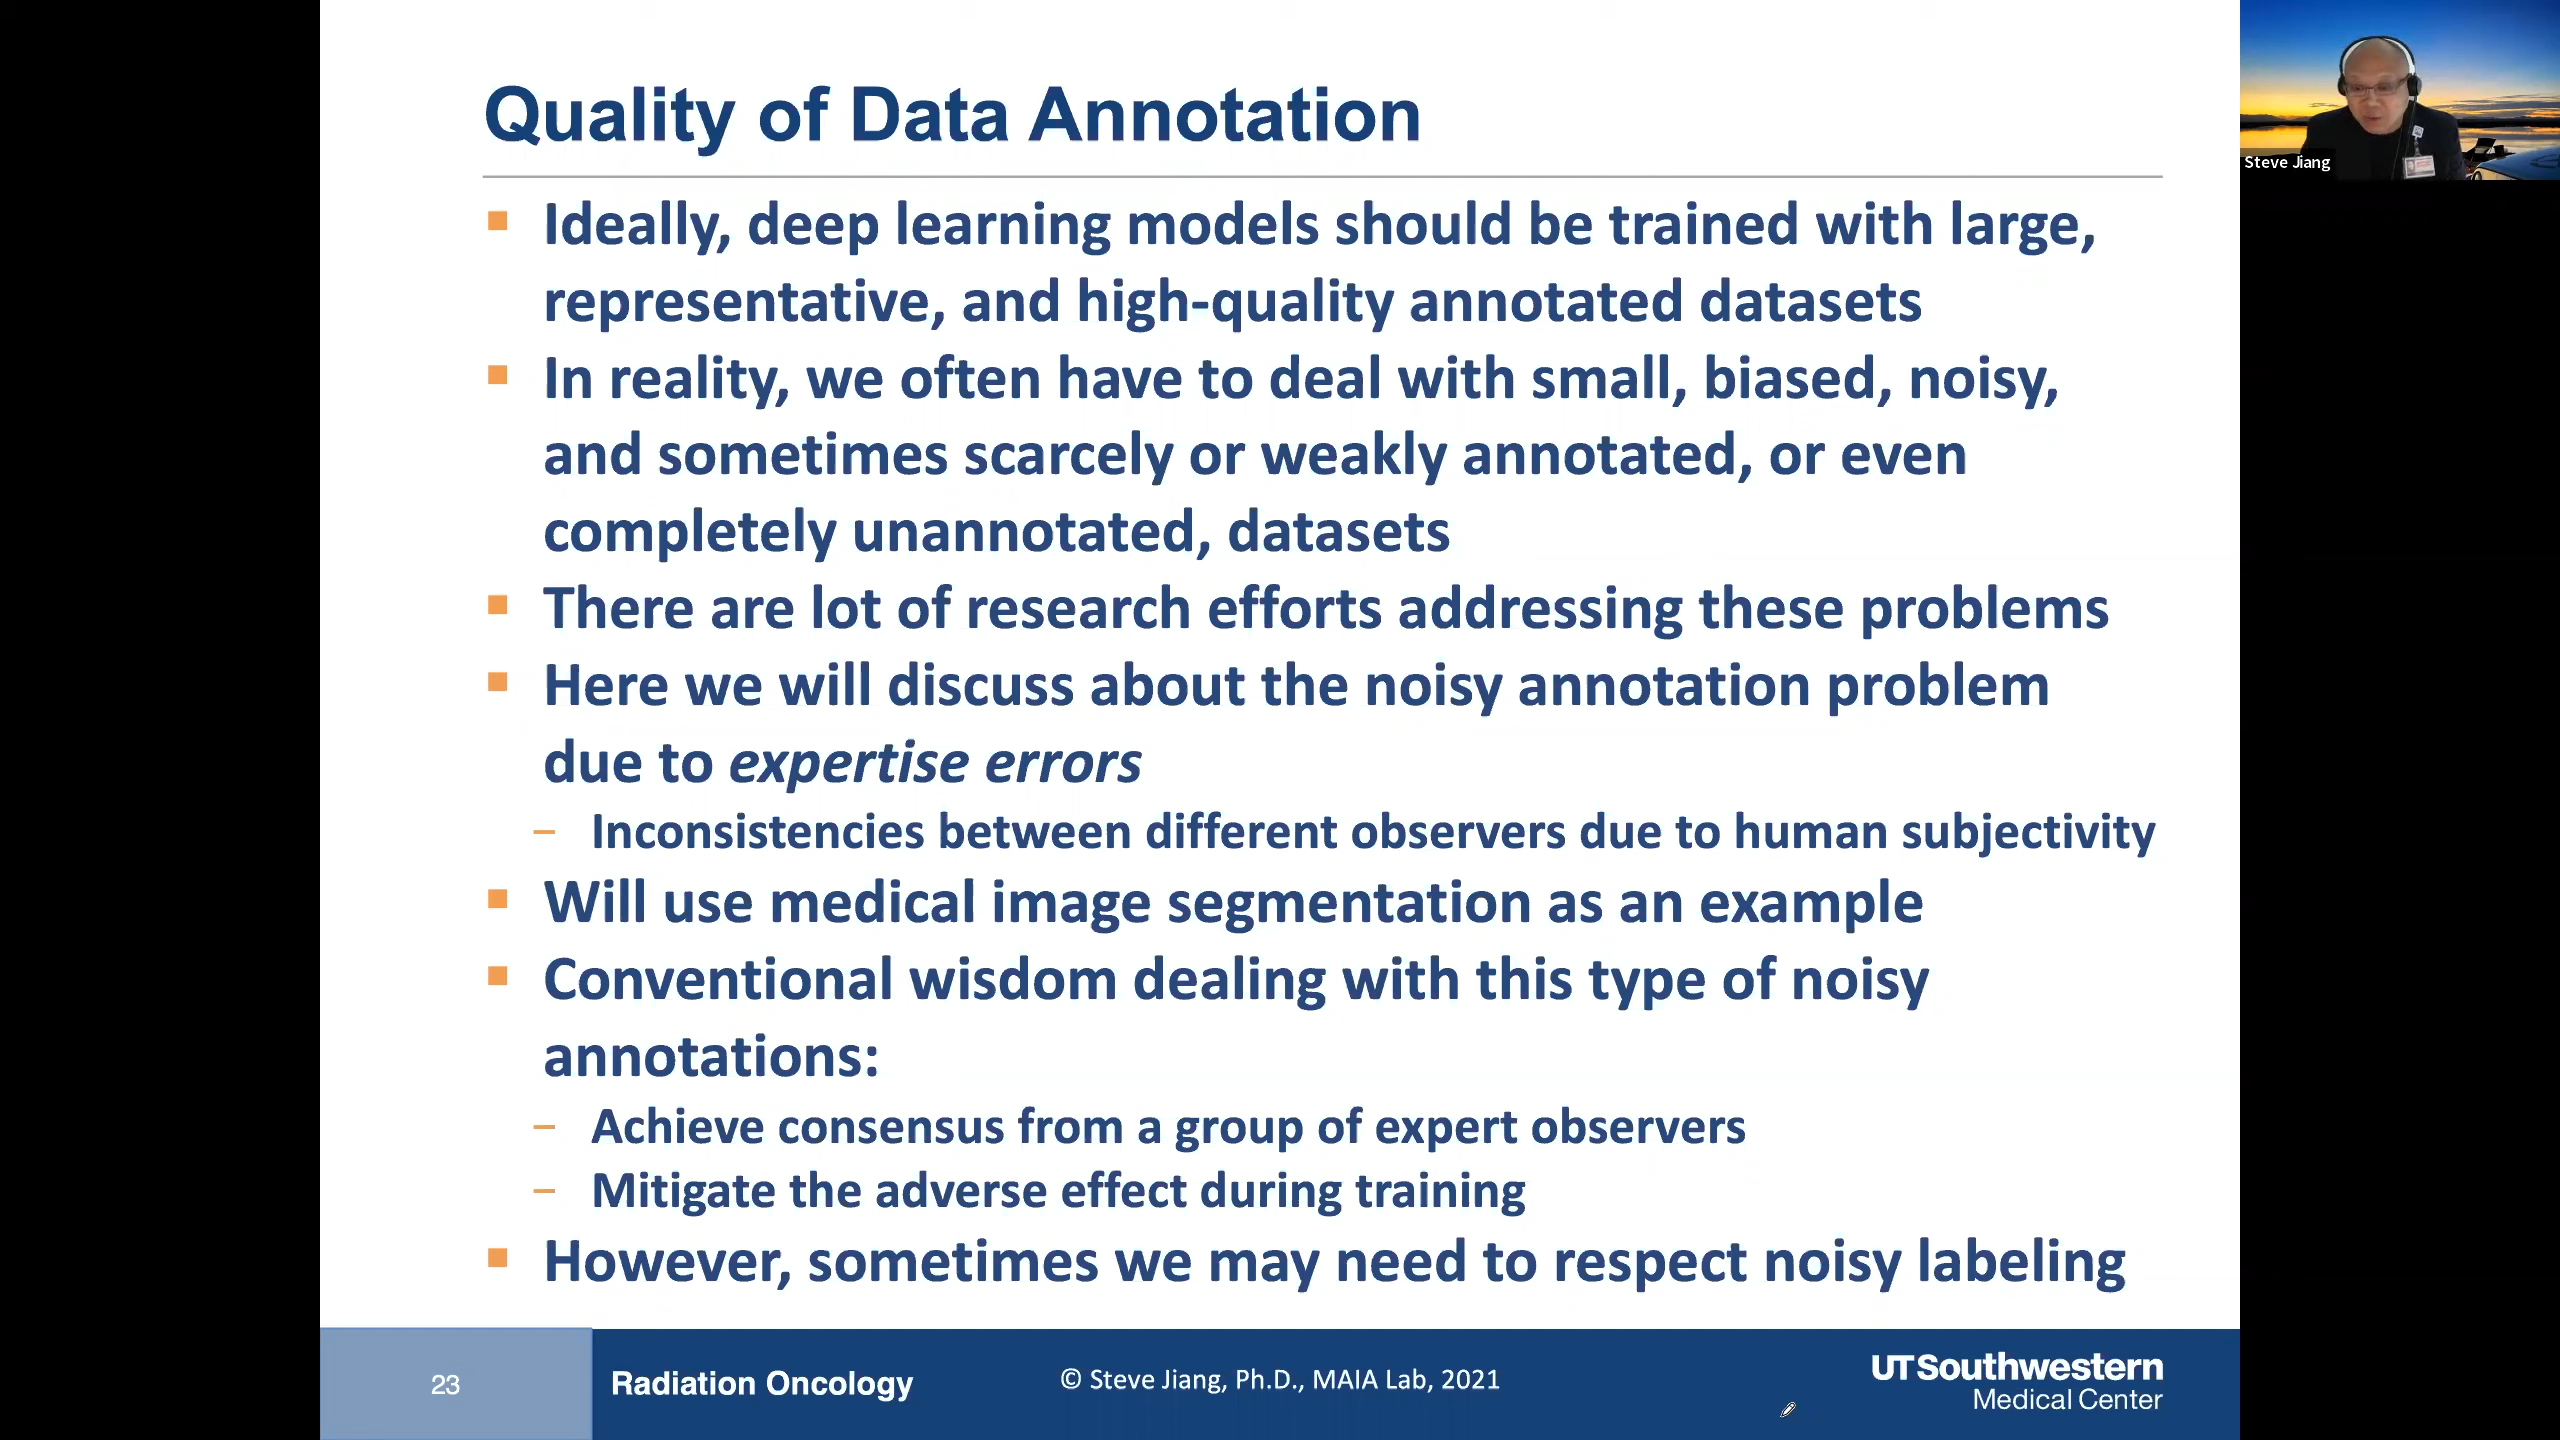 Quality of Data Annotation
Steve Jiang
Ideally, deep learning models should be trained with large,
representative, and high-quality annotated datasets
In reality, we often have to deal with small, biased, noisy,
and sometimes scarcely or weakly annotated, or even
completely unannotated, datasets
There are lot of research efforts addressing these problems
Here we will discuss about the noisy annotation problem
due to expertise errors
– Inconsistencies between different observers due to human subjectivity
Will use medical image segmentation as an example
Conventional wisdom dealing with this type of noisy
annotations:
– Achieve consensus from a group of expert observers
– Mitigate the adverse effect during training
However, sometimes we may need to respect noisy labeling
23
Radiation Oncology
© Steve Jiang, Ph.D., MAIA Lab, 2021
UTSouthwestern
Medical Center